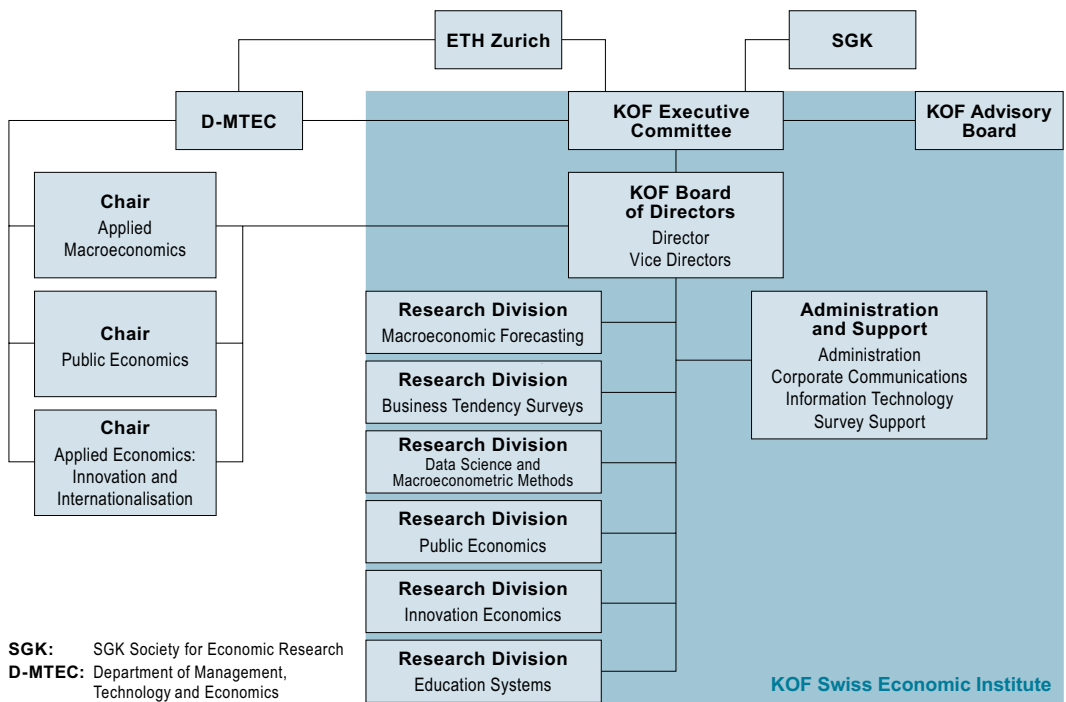 ETH Zurich
SGK
D-MTEC
KOF Executive
Committee
KOF Advisory
Board
Chair
Applied
Macroeconomics
KOF Board
of Directors
Director
Vice Directors
Chair
Public Economics
Chair
Applied Economics:
Innovation and
Internationalisation
Research Division
Macroeconomic Forecasting
Research Division
Business Tendency Surveys
Research Division
Data Science and
Macroeconometric Methods
Research Division
Public Economics
Research Division
Innovation Economics
Research Division
Education Systems
Administration
and Support
Administration
Corporate Communications
Information Technology
Survey Support
SGK: SGK Society for Economic Research
D-MTEC: Department of Management,
Technology and Economics
KOF Swiss Economic Institute